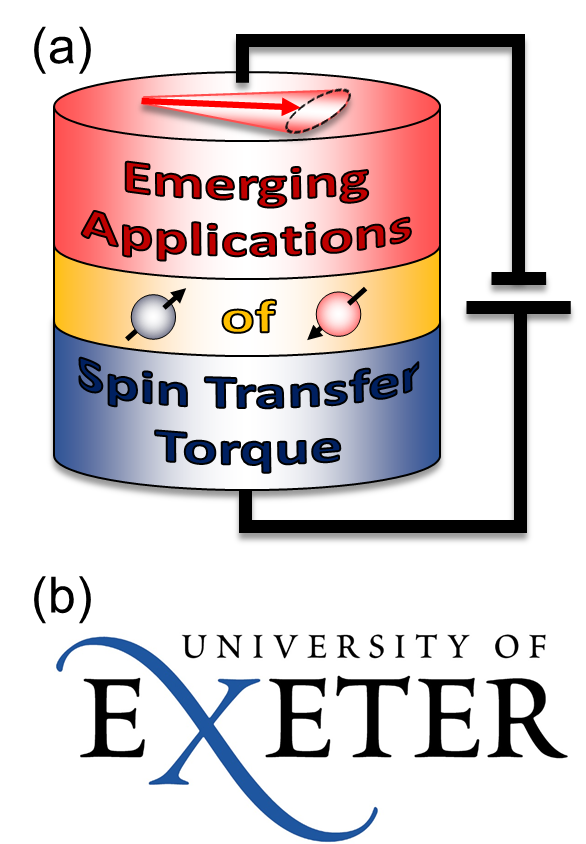 (a)
Emerging
Applications
of
Spin Transfer
Torque
(b)
UNIVERSITY OF
EXETER